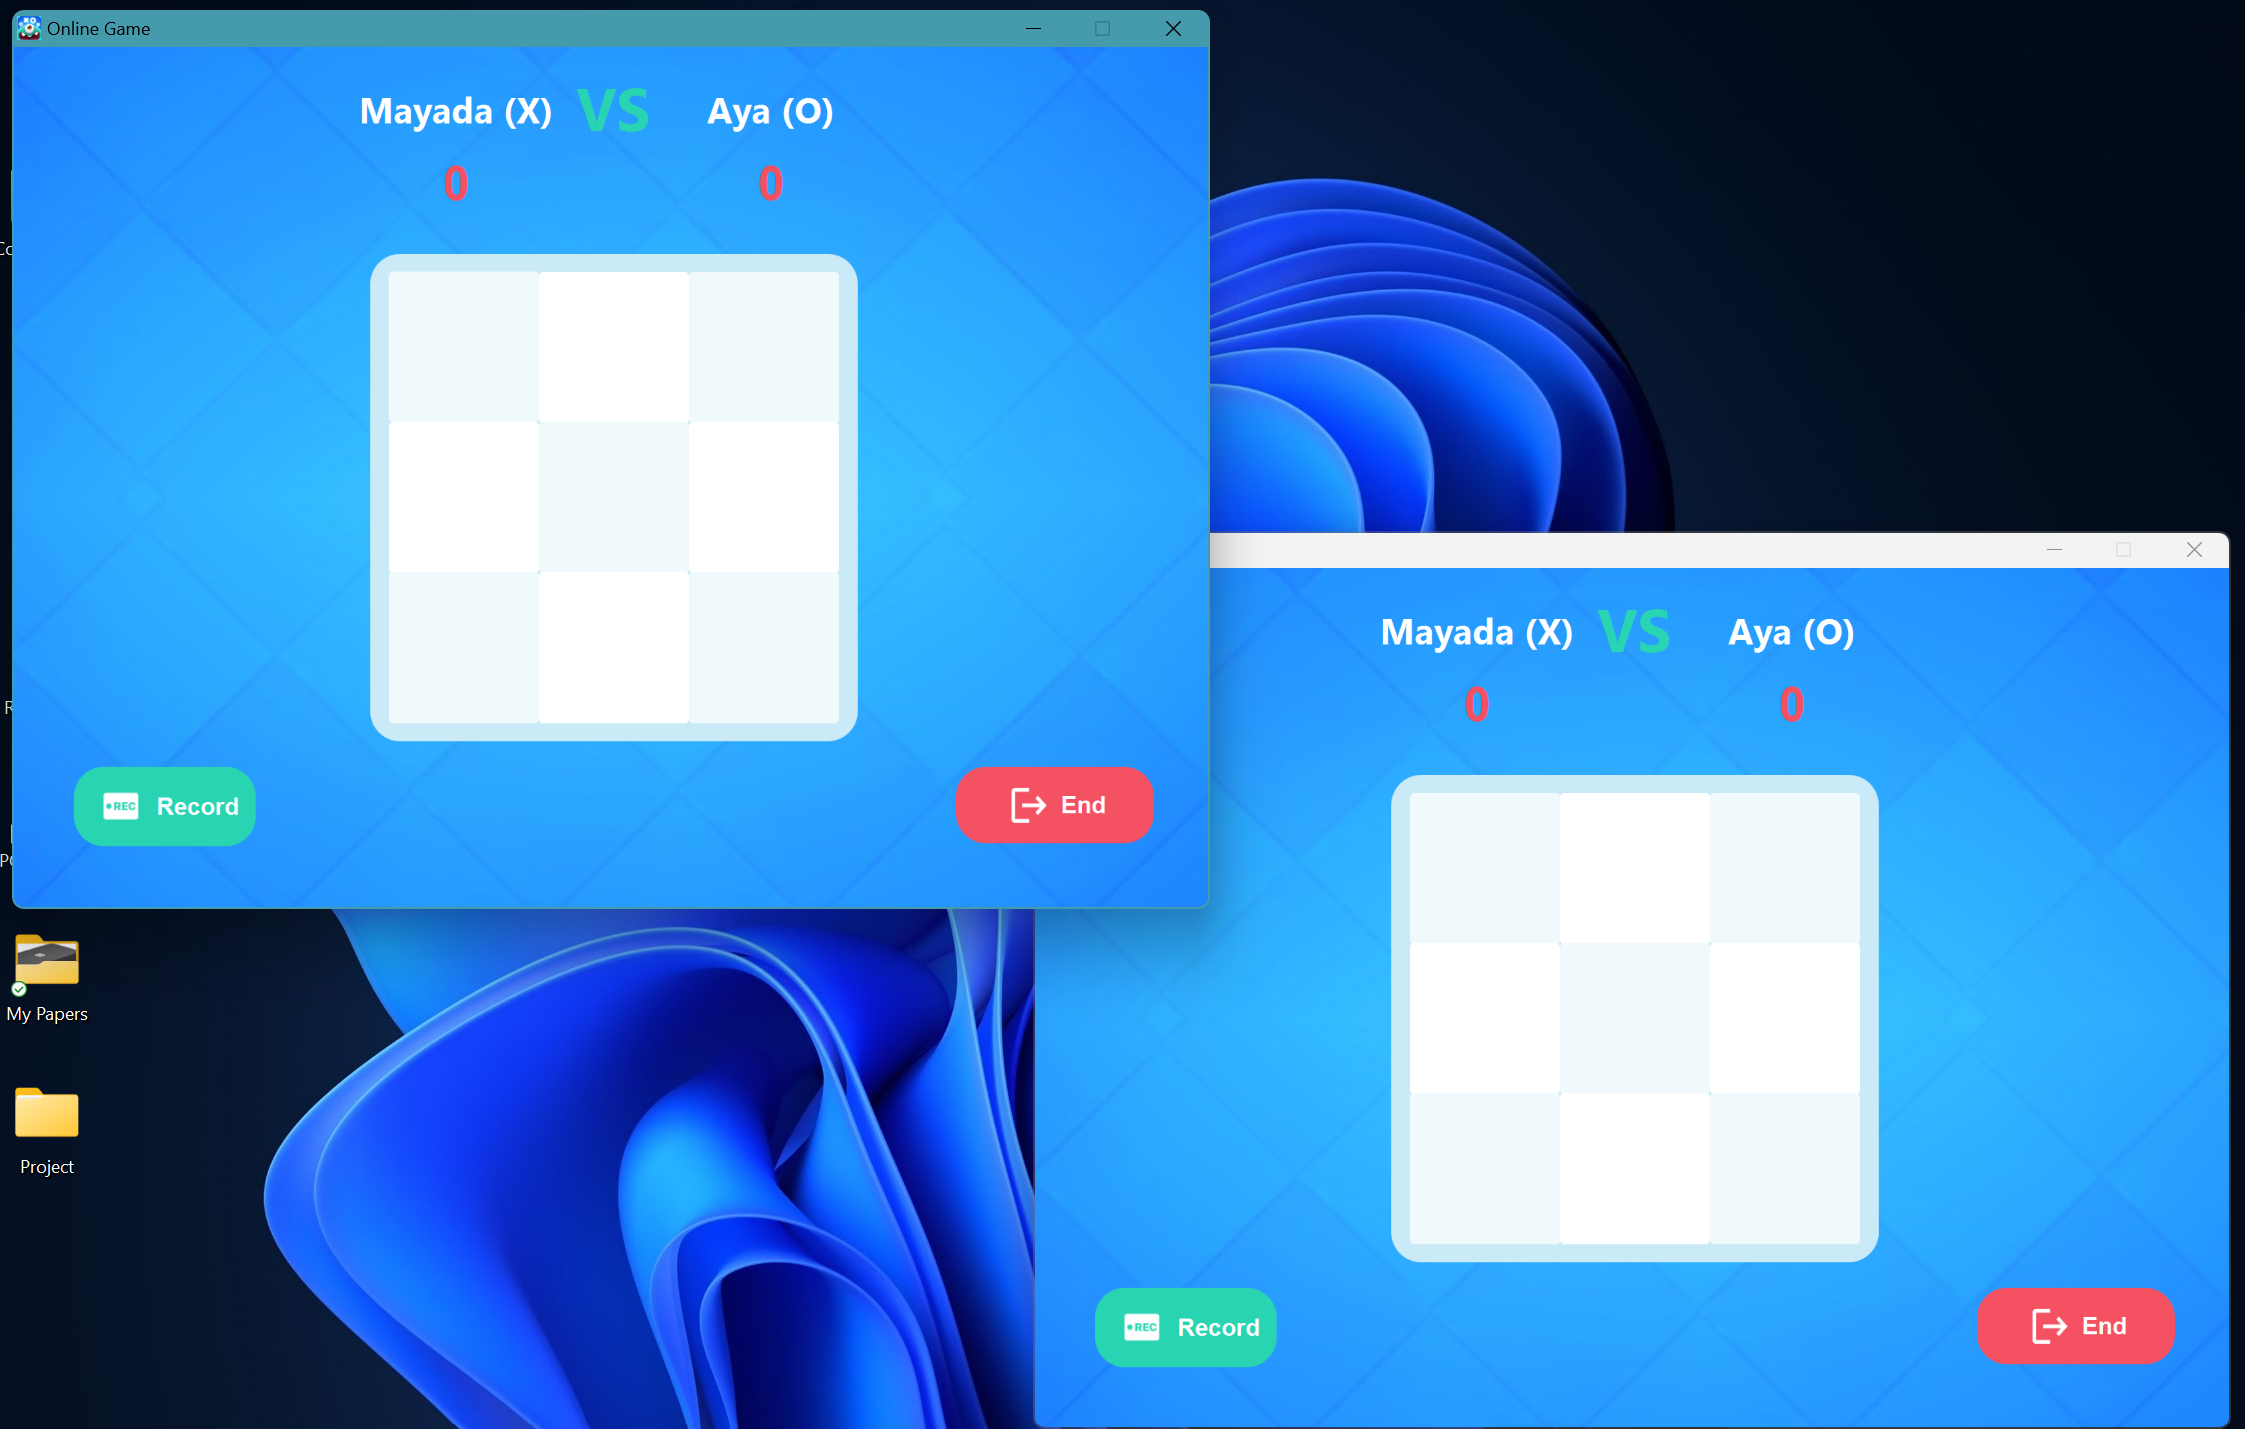 Online Game
Mayada (X) VS Aya (O)
0 0
REC Record
End
Mayada (X) VS Aya (O)
0 0
REC Record
End
My Papers
Project